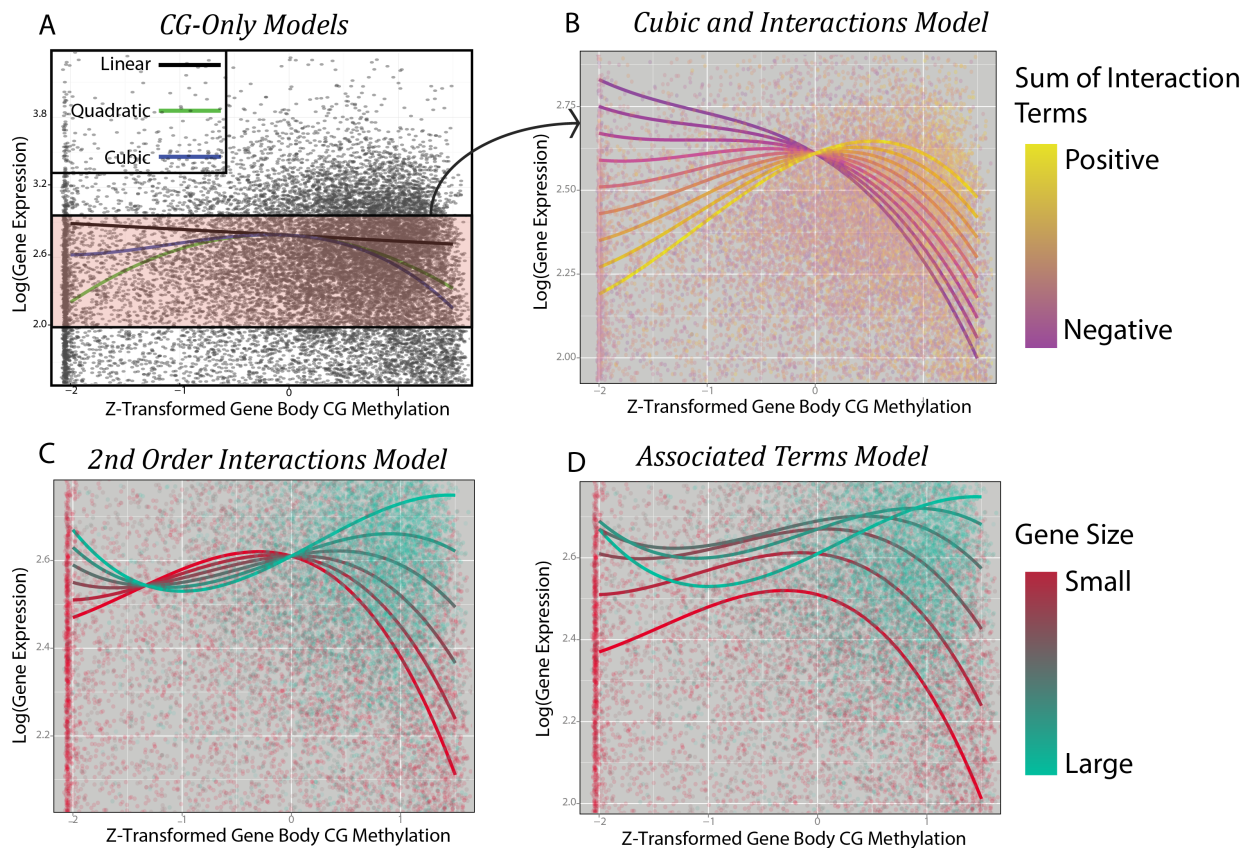 A
CG-Only Models
Linear
Quadratic
Cubic
3.8
3.2
2.6
2.0
Log(Gene Expression)
−2
−1
0
1
Z-Transformed Gene Body CG Methylation
B
Cubic and Interactions Model
2.75
2.50
2.25
2.00
Log(Gene Expression)
−2
−1
0
Z-Transformed Gene Body CG Methylation
Sum of Interaction
Terms
Positive
Negative
C
2nd Order Interactions Model
2.6
2.4
2.2
Log(Gene Expression)
−2
−1
0
1
Z-Transformed Gene Body CG Methylation
D
Associated Terms Model
2.6
2.4
2.2
2.0
Log(Gene Expression)
−2
−1
0
1
Z-Transformed Gene Body CG Methylation
Gene Size
Small
Large